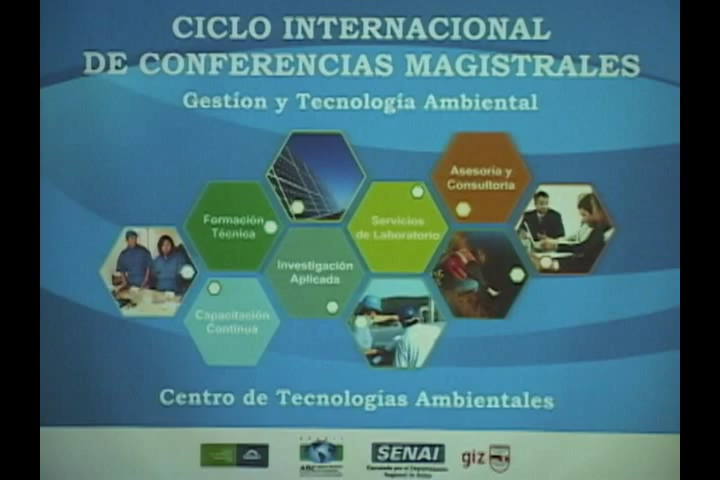 CICLO INTERNACIONAL
DE CONFERENCIAS MAGISTRALES
Gestíon y Tecnología Ambiental
Asesoría y
Consultoría
Formación
Técnica
Servicios
de Laboratorio
Investigación
Aplicada
Capacitación
Continua
Centro de Tecnologías Ambientales
SENAI
giz